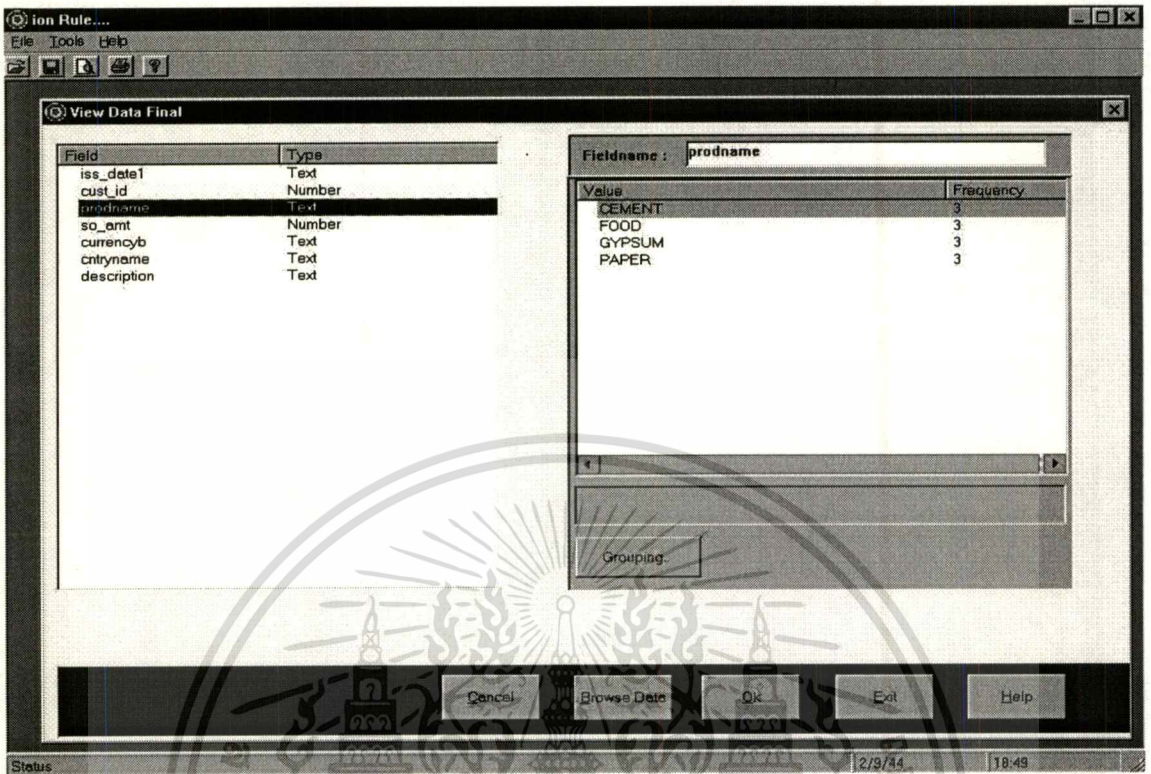 ion Rule....
File Tools Help
View Data Final
Field Type
iss_date1 Text
cust_id Number
prodname Text
so_amt Number
currencyb Text
cntryname Text
description Text
Fieldname : prodname
Value Frequency
CEMENT 3
FOOD 3
GYPSUM 3
PAPER 3
Grouping..
Cancel Browse Data Ok Exit Help
Status 2/9/44 18:49